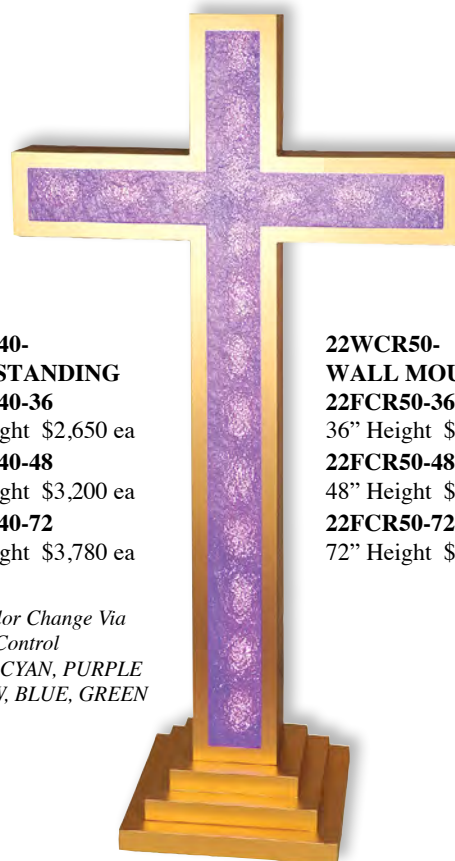 40-
STANDING
40-36
ght $2,650 ea
40-48
ght $3,200 ea
40-72
ght $3,780 ea
lor Change Via
Control
CYAN, PURPLE
W, BLUE, GREEN
22WCR50-
WALL MOU
22FCR50-36
36” Height $
22FCR50-48
48” Height $
22FCR50-72
72” Height $